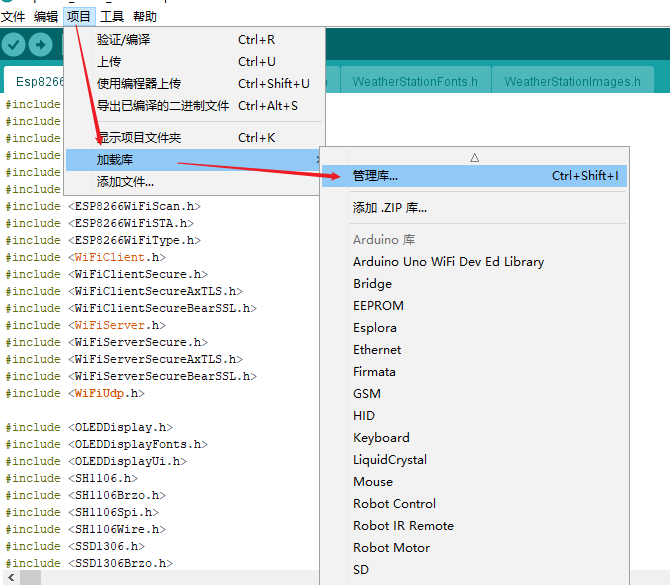 文件 编辑 项目 工具 帮助
验证/编译 Ctrl+R
上传 Ctrl+U
使用编程器上传 Ctrl+Shift+U
导出已编译的二进制文件 Ctrl+Alt+S
显示项目文件夹 Ctrl+K
加载库
添加文件...
管理库... Ctrl+Shift+I
添加 .ZIP 库...
Arduino 库
Arduino Uno WiFi Dev Ed Library
Bridge
EEPROM
Esplora
Ethernet
Firmata
GSM
HID
Keyboard
LiquidCrystal
Mouse
Robot Control
Robot IR Remote
Robot Motor
SD
Esp8266
WeatherStationFonts.h
WeatherStationImages.h
#include
#include
#include
#include
#include
#include
#include <ESP8266WiFiScan.h>
#include <ESP8266WiFiSTA.h>
#include <ESP8266WiFiType.h>
#include <WiFiClient.h>
#include <WiFiClientSecure.h>
#include <WiFiClientSecureAxTLS.h>
#include <WiFiClientSecureBearSSL.h>
#include <WiFiServer.h>
#include <WiFiServerSecure.h>
#include <WiFiServerSecureAxTLS.h>
#include <WiFiServerSecureBearSSL.h>
#include <WiFiUdp.h>
#include <OLEDDisplay.h>
#include <OLEDDisplayFonts.h>
#include <OLEDDisplayUi.h>
#include <SH1106.h>
#include <SH1106Brzo.h>
#include <SH1106Spi.h>
#include <SH1106Wire.h>
#include <SSD1306.h>
#include <SSD1306Brzo.h>